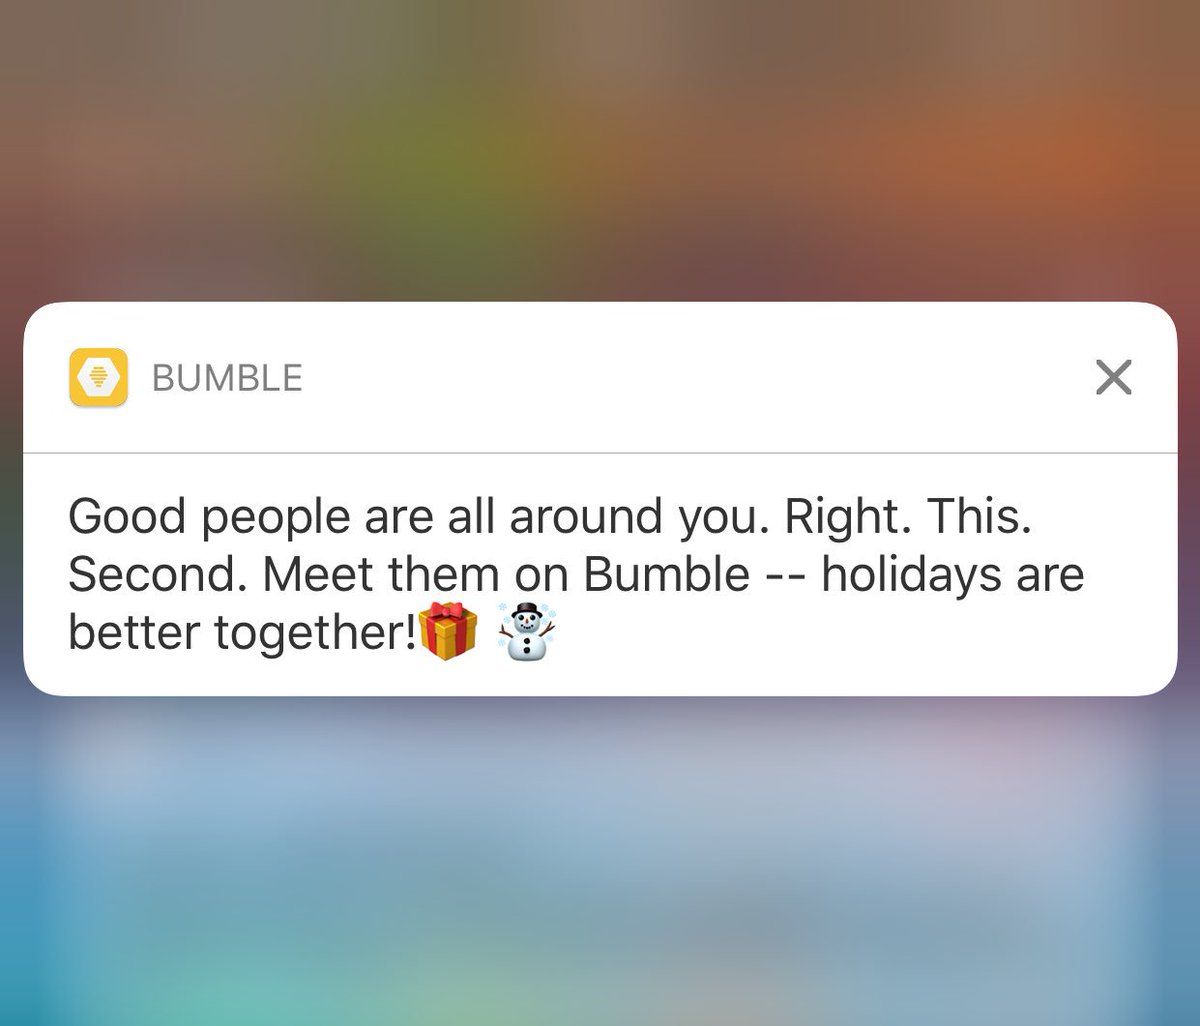 BUMBLE
Good people are all around you. Right. This.
Second. Meet them on Bumble -- holidays are
better together!🎁 ☃️